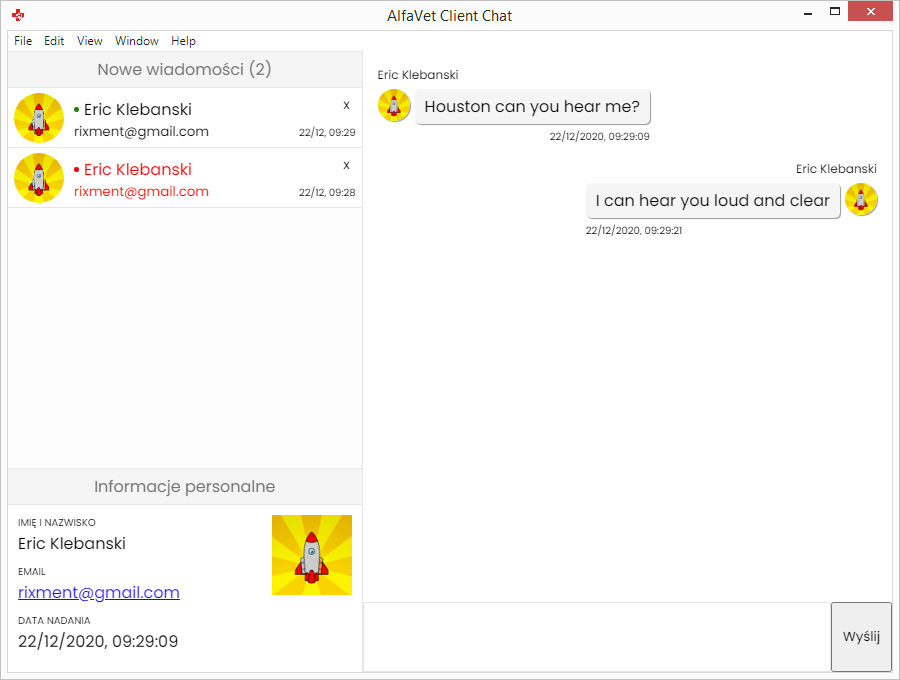 AlfaVet Client Chat
File Edit View Window Help
Nowe wiadomości (2)
Eric Klebanski x
rixment@gmail.com 22/12, 09:29
Eric Klebanski x
rixment@gmail.com 22/12, 09:28
Informacje personalne
IMIĘ I NAZWISKO
Eric Klebanski
EMAIL
rixment@gmail.com
DATA NADANIA
22/12/2020, 09:29:09
Eric Klebanski
Houston can you hear me?
22/12/2020, 09:29:09
Eric Klebanski
I can hear you loud and clear
22/12/2020, 09:29:21
Wyślij